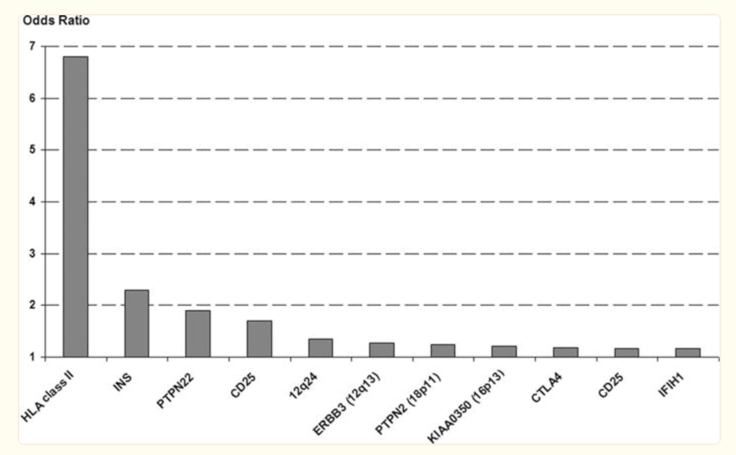 Odds Ratio
7
6
5
4
3
2
1
HLA class II
INS
PTPN22
CD25
12q24
ERBB3 (12q13)
PTPN2 (18p11)
KIAA0350 (16p13)
CTLA4
CD25
IFIH1